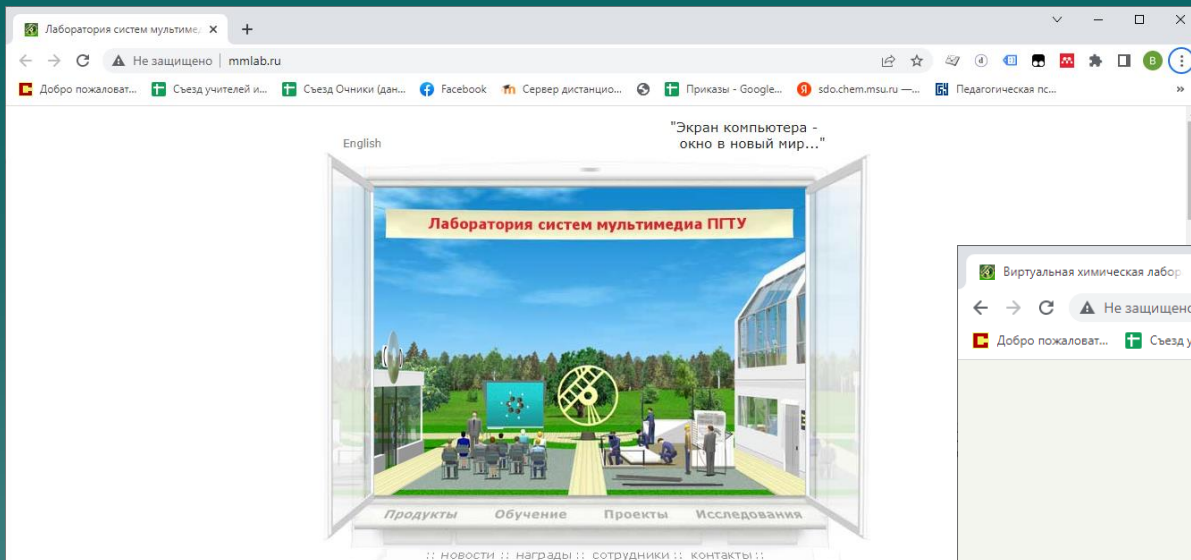 Лаборатория систем мультиме
Не защищено | mmlab.ru
Добро пожаловат... Съезд учителей и... Съезд Очники (дан... Facebook Сервер дистанцио... Приказы - Google... sdo.chem.msu.ru —... Педагогическая пс... »
English
"Экран компьютера -
окно в новый мир..."
Лаборатория систем мультимедиа ПГТУ
Продукты Обучение Проекты Исследования
:: новости :: награды :: сотрудники :: контакты ::
Виртуальная химическая лабор
Не защищено
Добро пожаловат... Съезд у